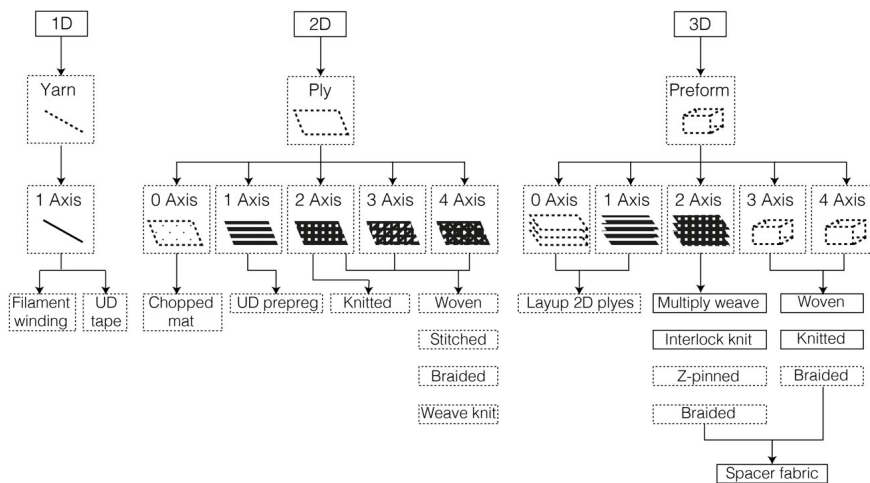 1D
2D
3D
Yarn
Ply
Preform
1 Axis
0 Axis
1 Axis
2 Axis
3 Axis
4 Axis
0 Axis
1 Axis
2 Axis
3 Axis
4 Axis
Filament
winding
UD
tape
Chopped
mat
UD prepreg
Knitted
Woven
Stitched
Braided
Weave knit
Layup 2D plyes
Multiply weave
Interlock knit
Z-pinned
Braided
Woven
Knitted
Braided
Spacer fabric